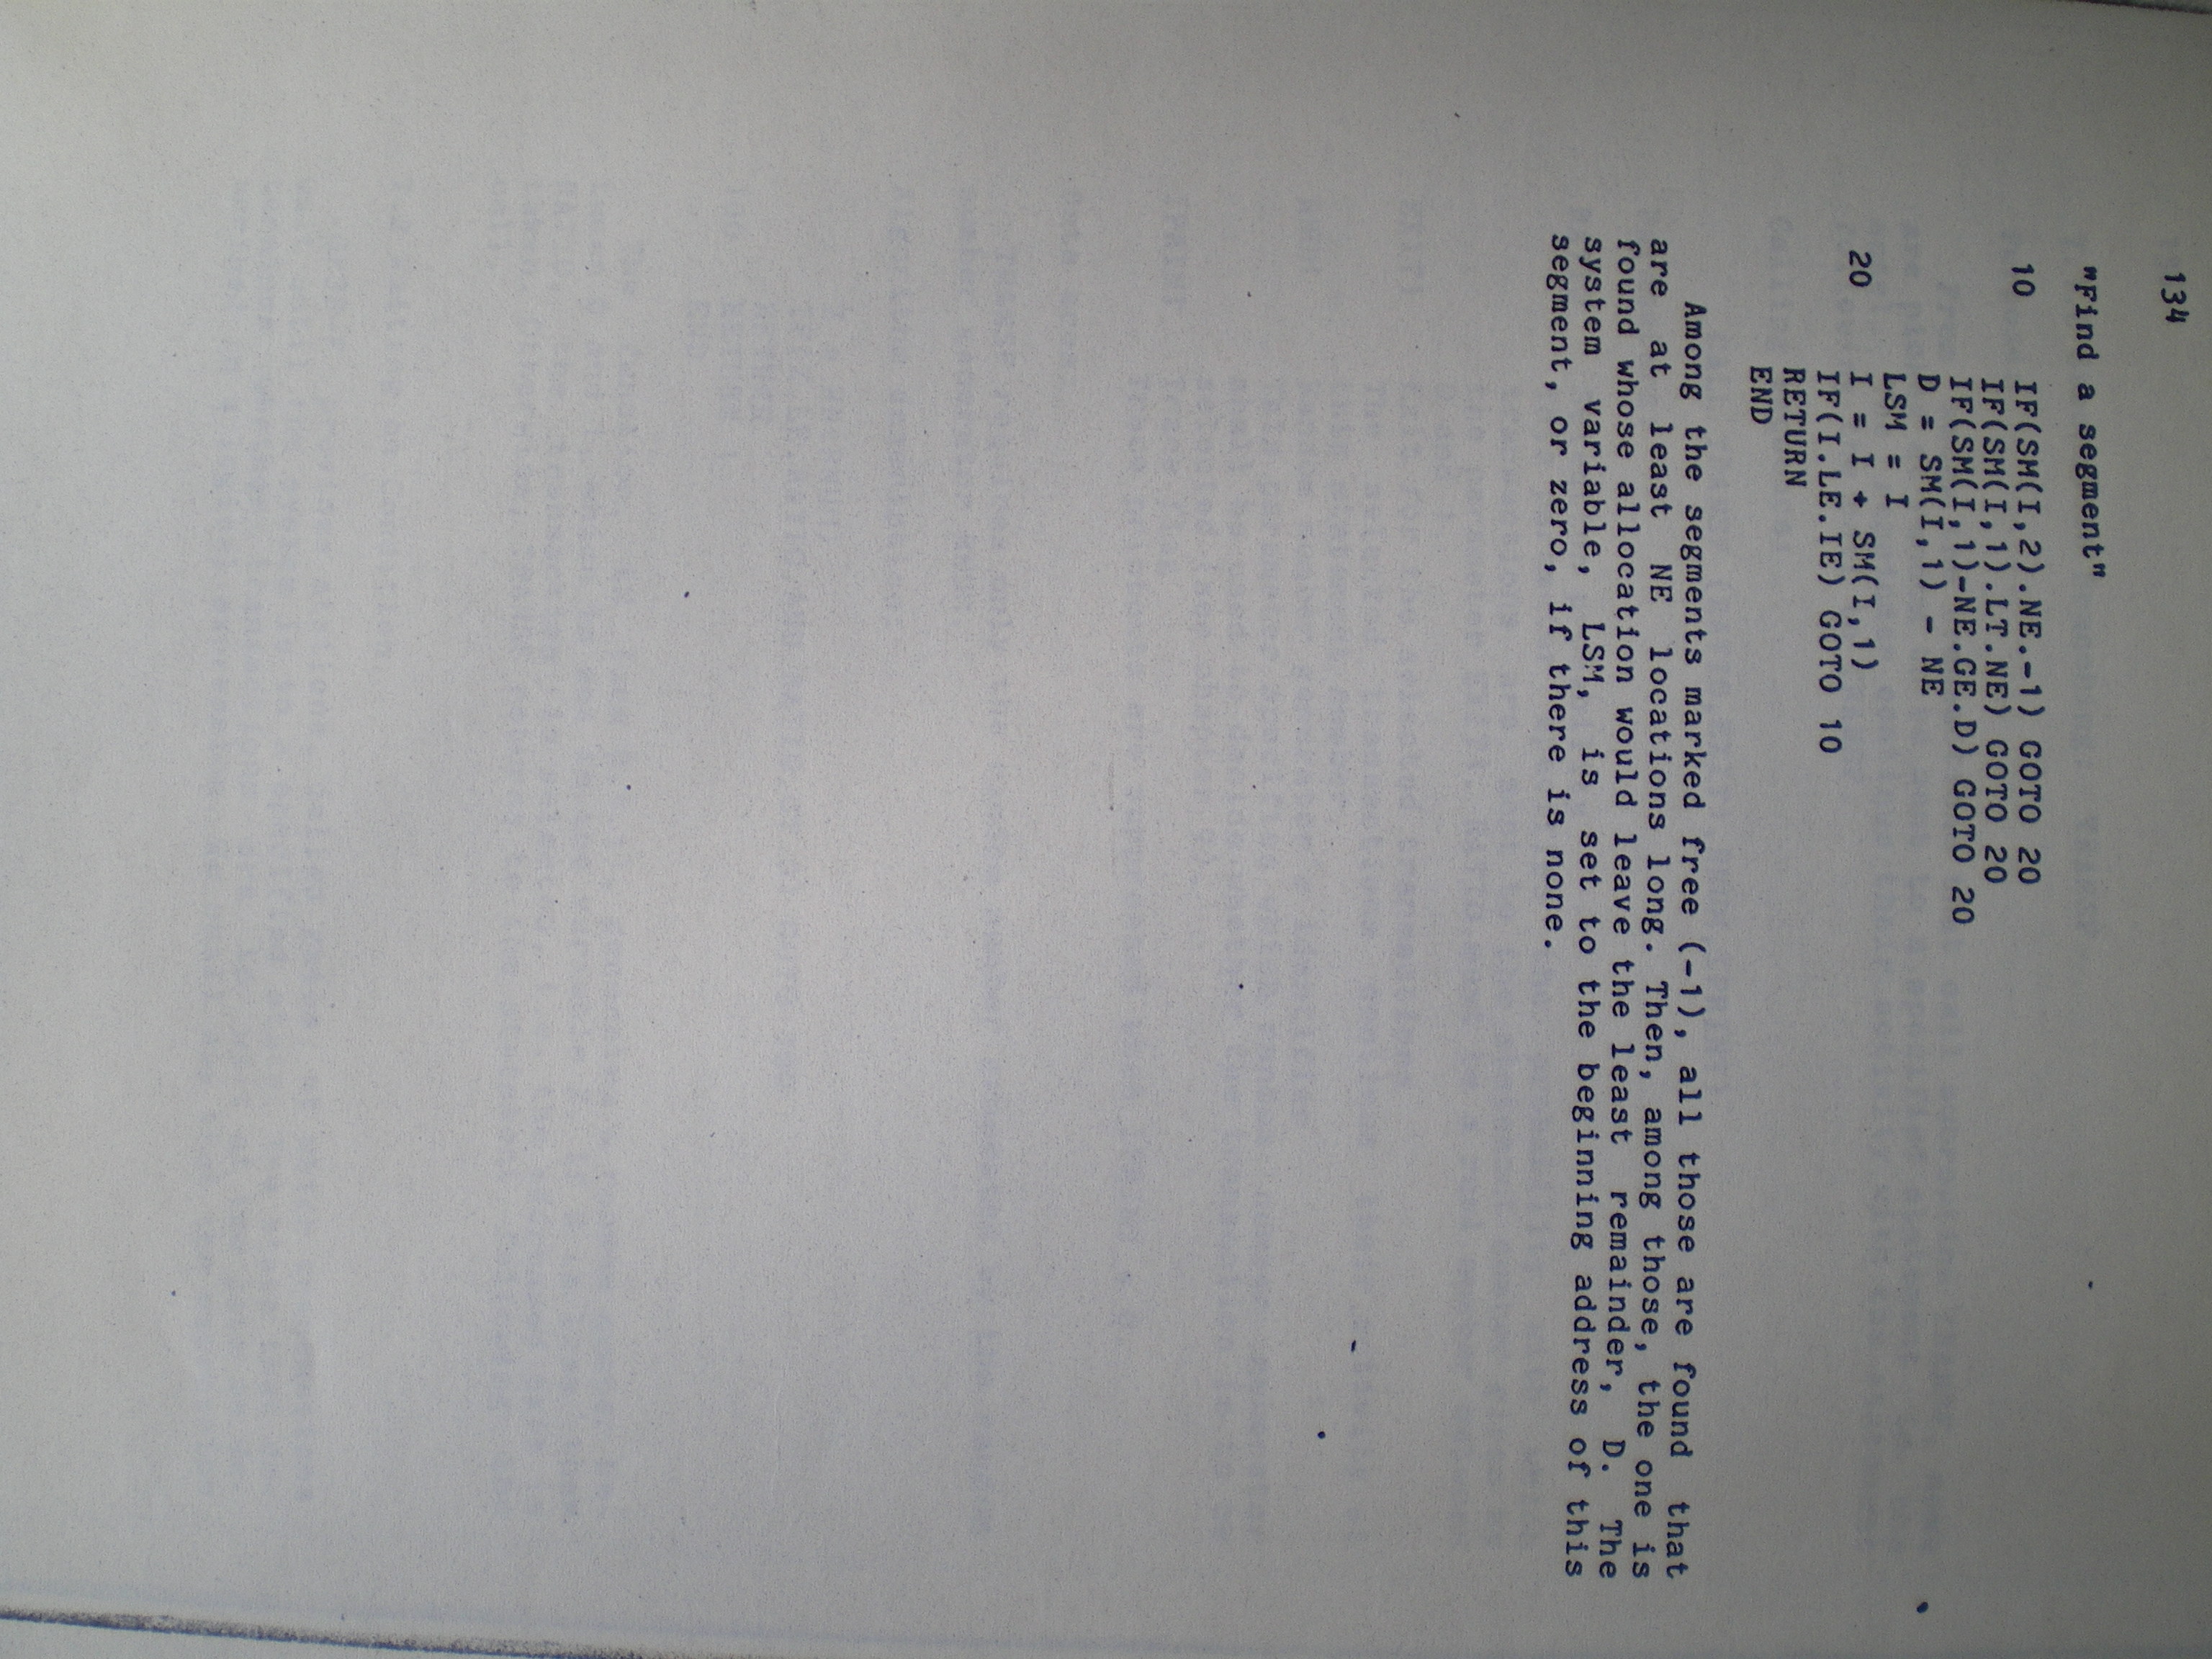 134
"Find a segment"
10 IF(SM(I,2).NE.-1) GOTO 20
IF(SM(I,1).LT.NE) GOTO 20
IF(SM(I,1)-NE.GE.D) GOTO 20
D = SM(I,1) - NE
LSM = I
20 I = I + SM(I,1)
IF(I.LE.IE) GOTO 10
RETURN
END
Among the segments marked free (-1), all those are found that
are at least NE locations long. Then, among those, the one is
found whose allocation would leave the least remainder, D. The
system variable, LSM, is set to the beginning address of this
segment, or zero, if there is none.